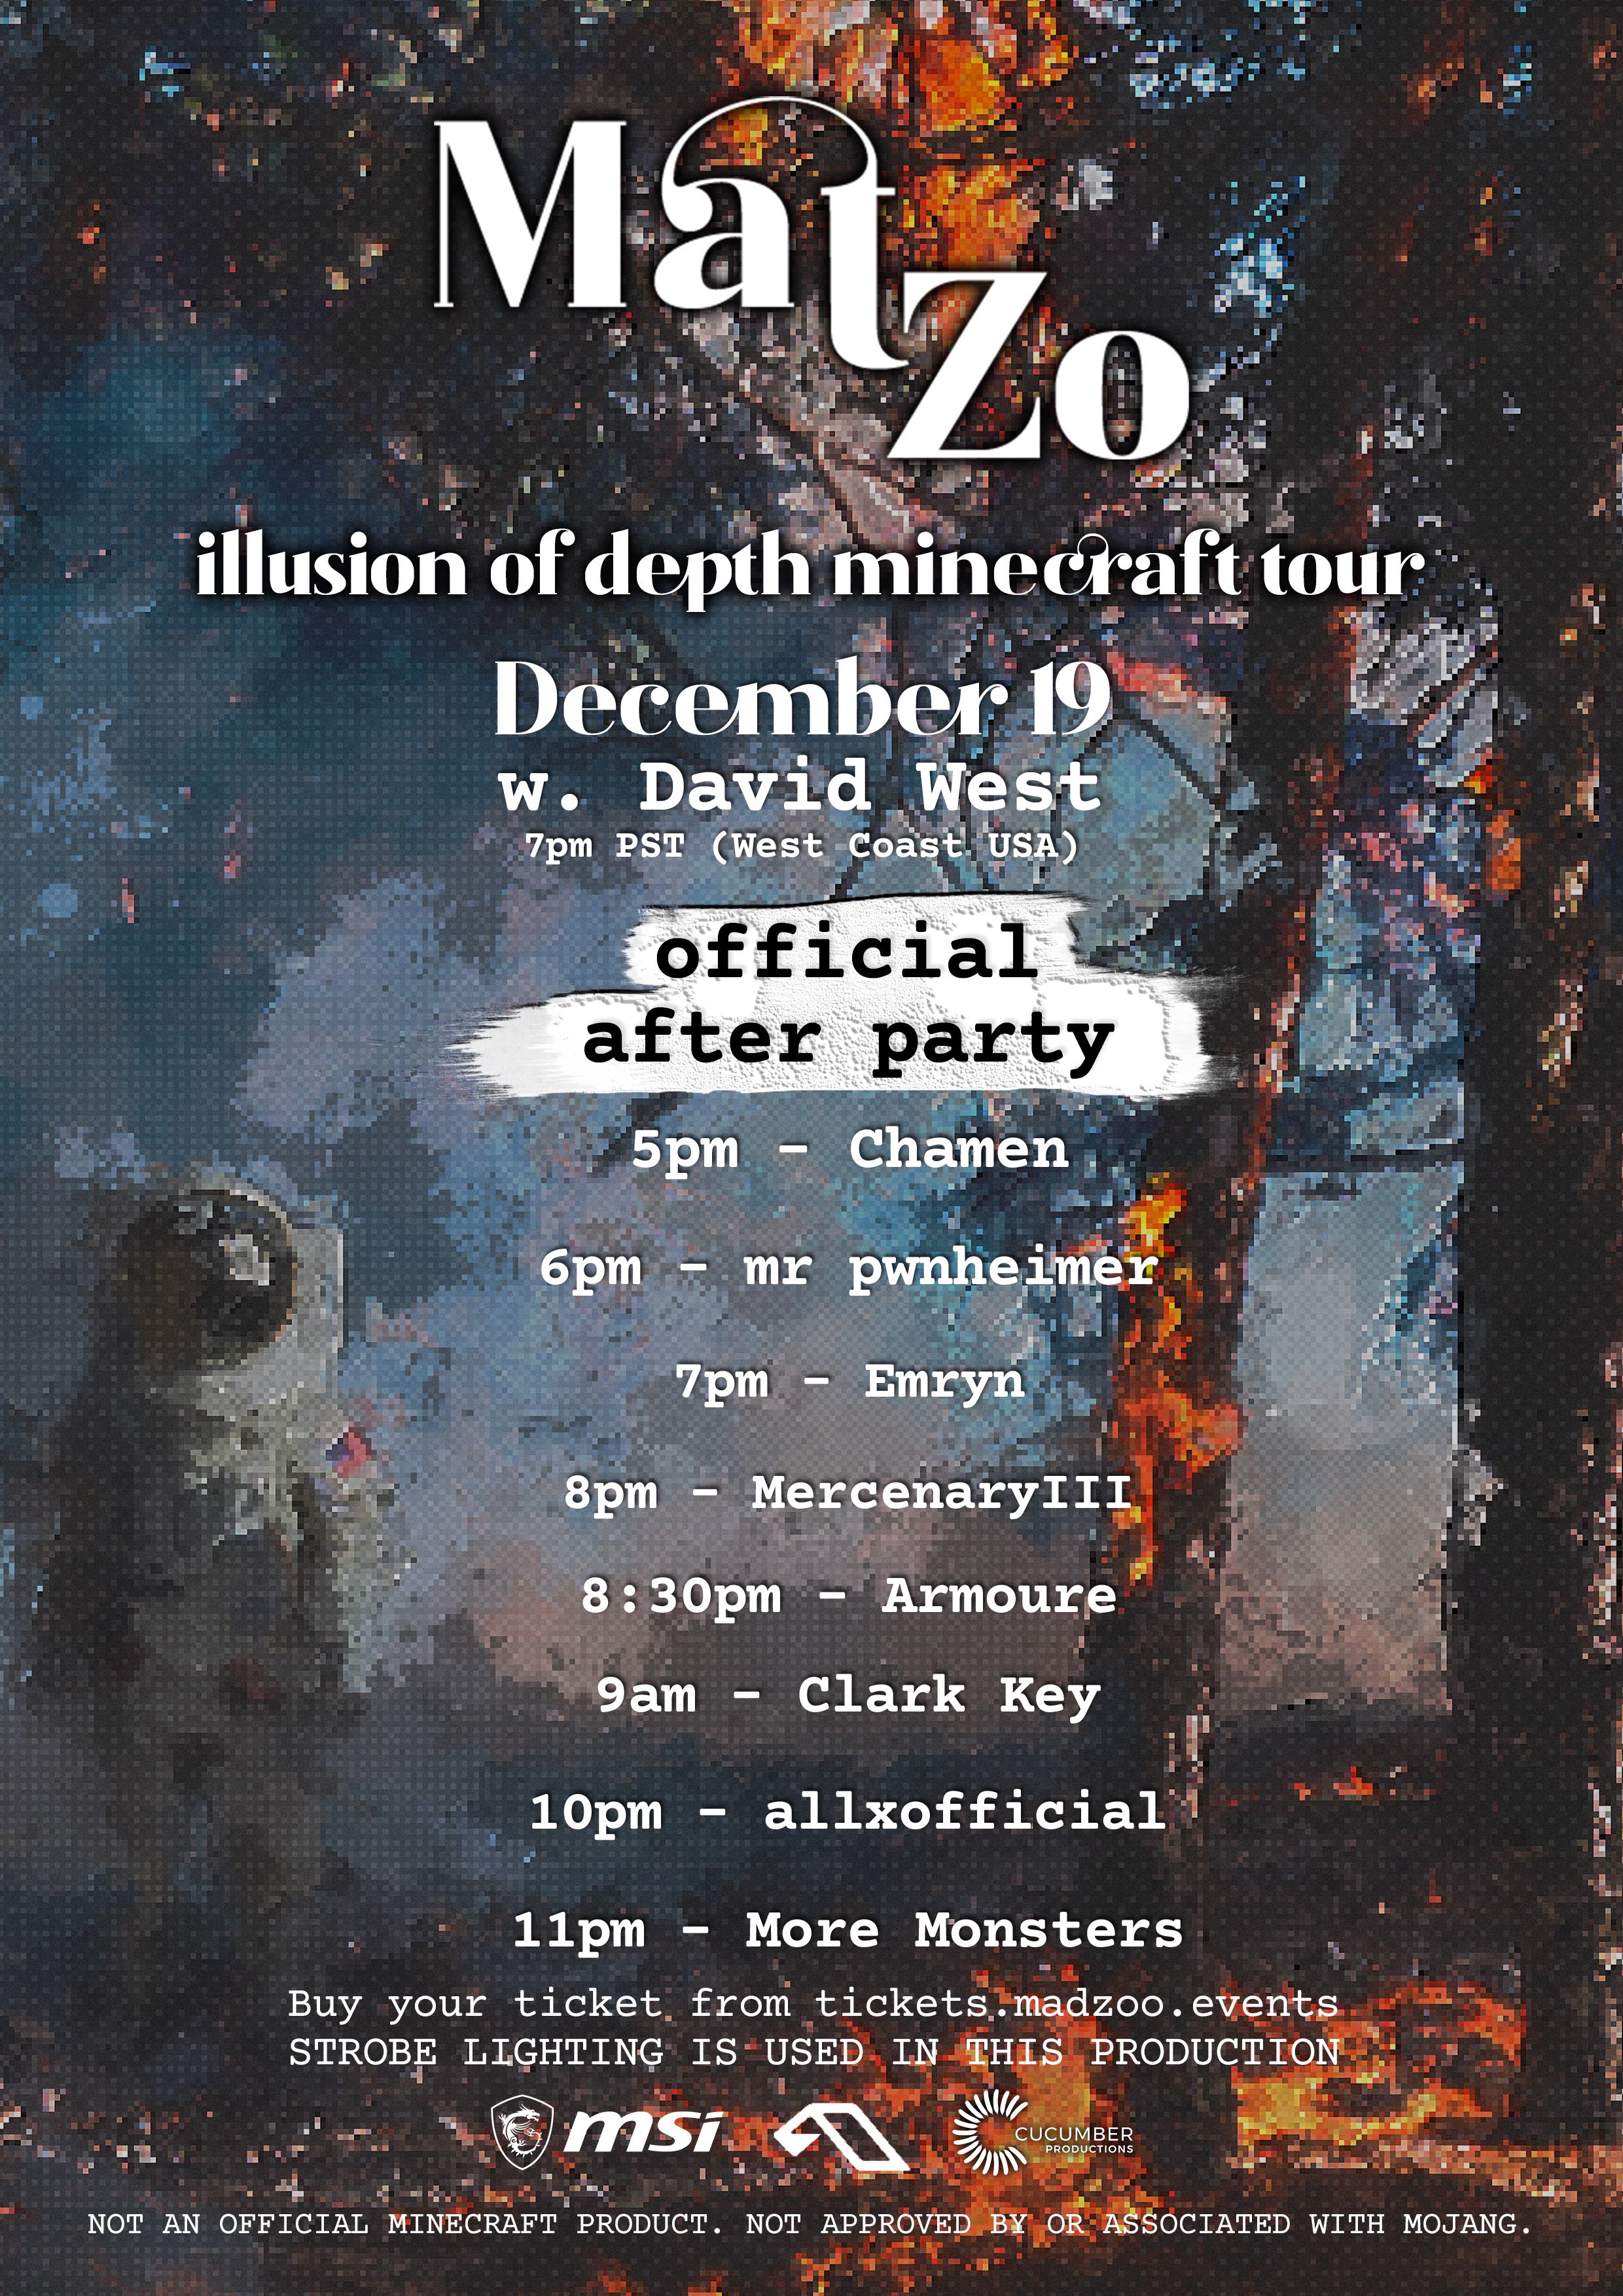 Mat
Zo
illusion of depth minecraft tour
December 19
w. David West
7pm PST (West Coast USA)
official
after party
5pm - Chamen
6pm - mr pwnheimer
7pm - Emryn
8pm - MercenaryIII
8:30pm - Armoure
9am - Clark Key
10pm - allxofficial
11pm - More Monsters
Buy your ticket from tickets.madzoo.events
STROBE LIGHTING IS USED IN THIS PRODUCTION
msi
CUCUMBER
PRODUCTIONS
NOT AN OFFICIAL MINECRAFT PRODUCT. NOT APPROVED BY OR ASSOCIATED WITH MOJANG.